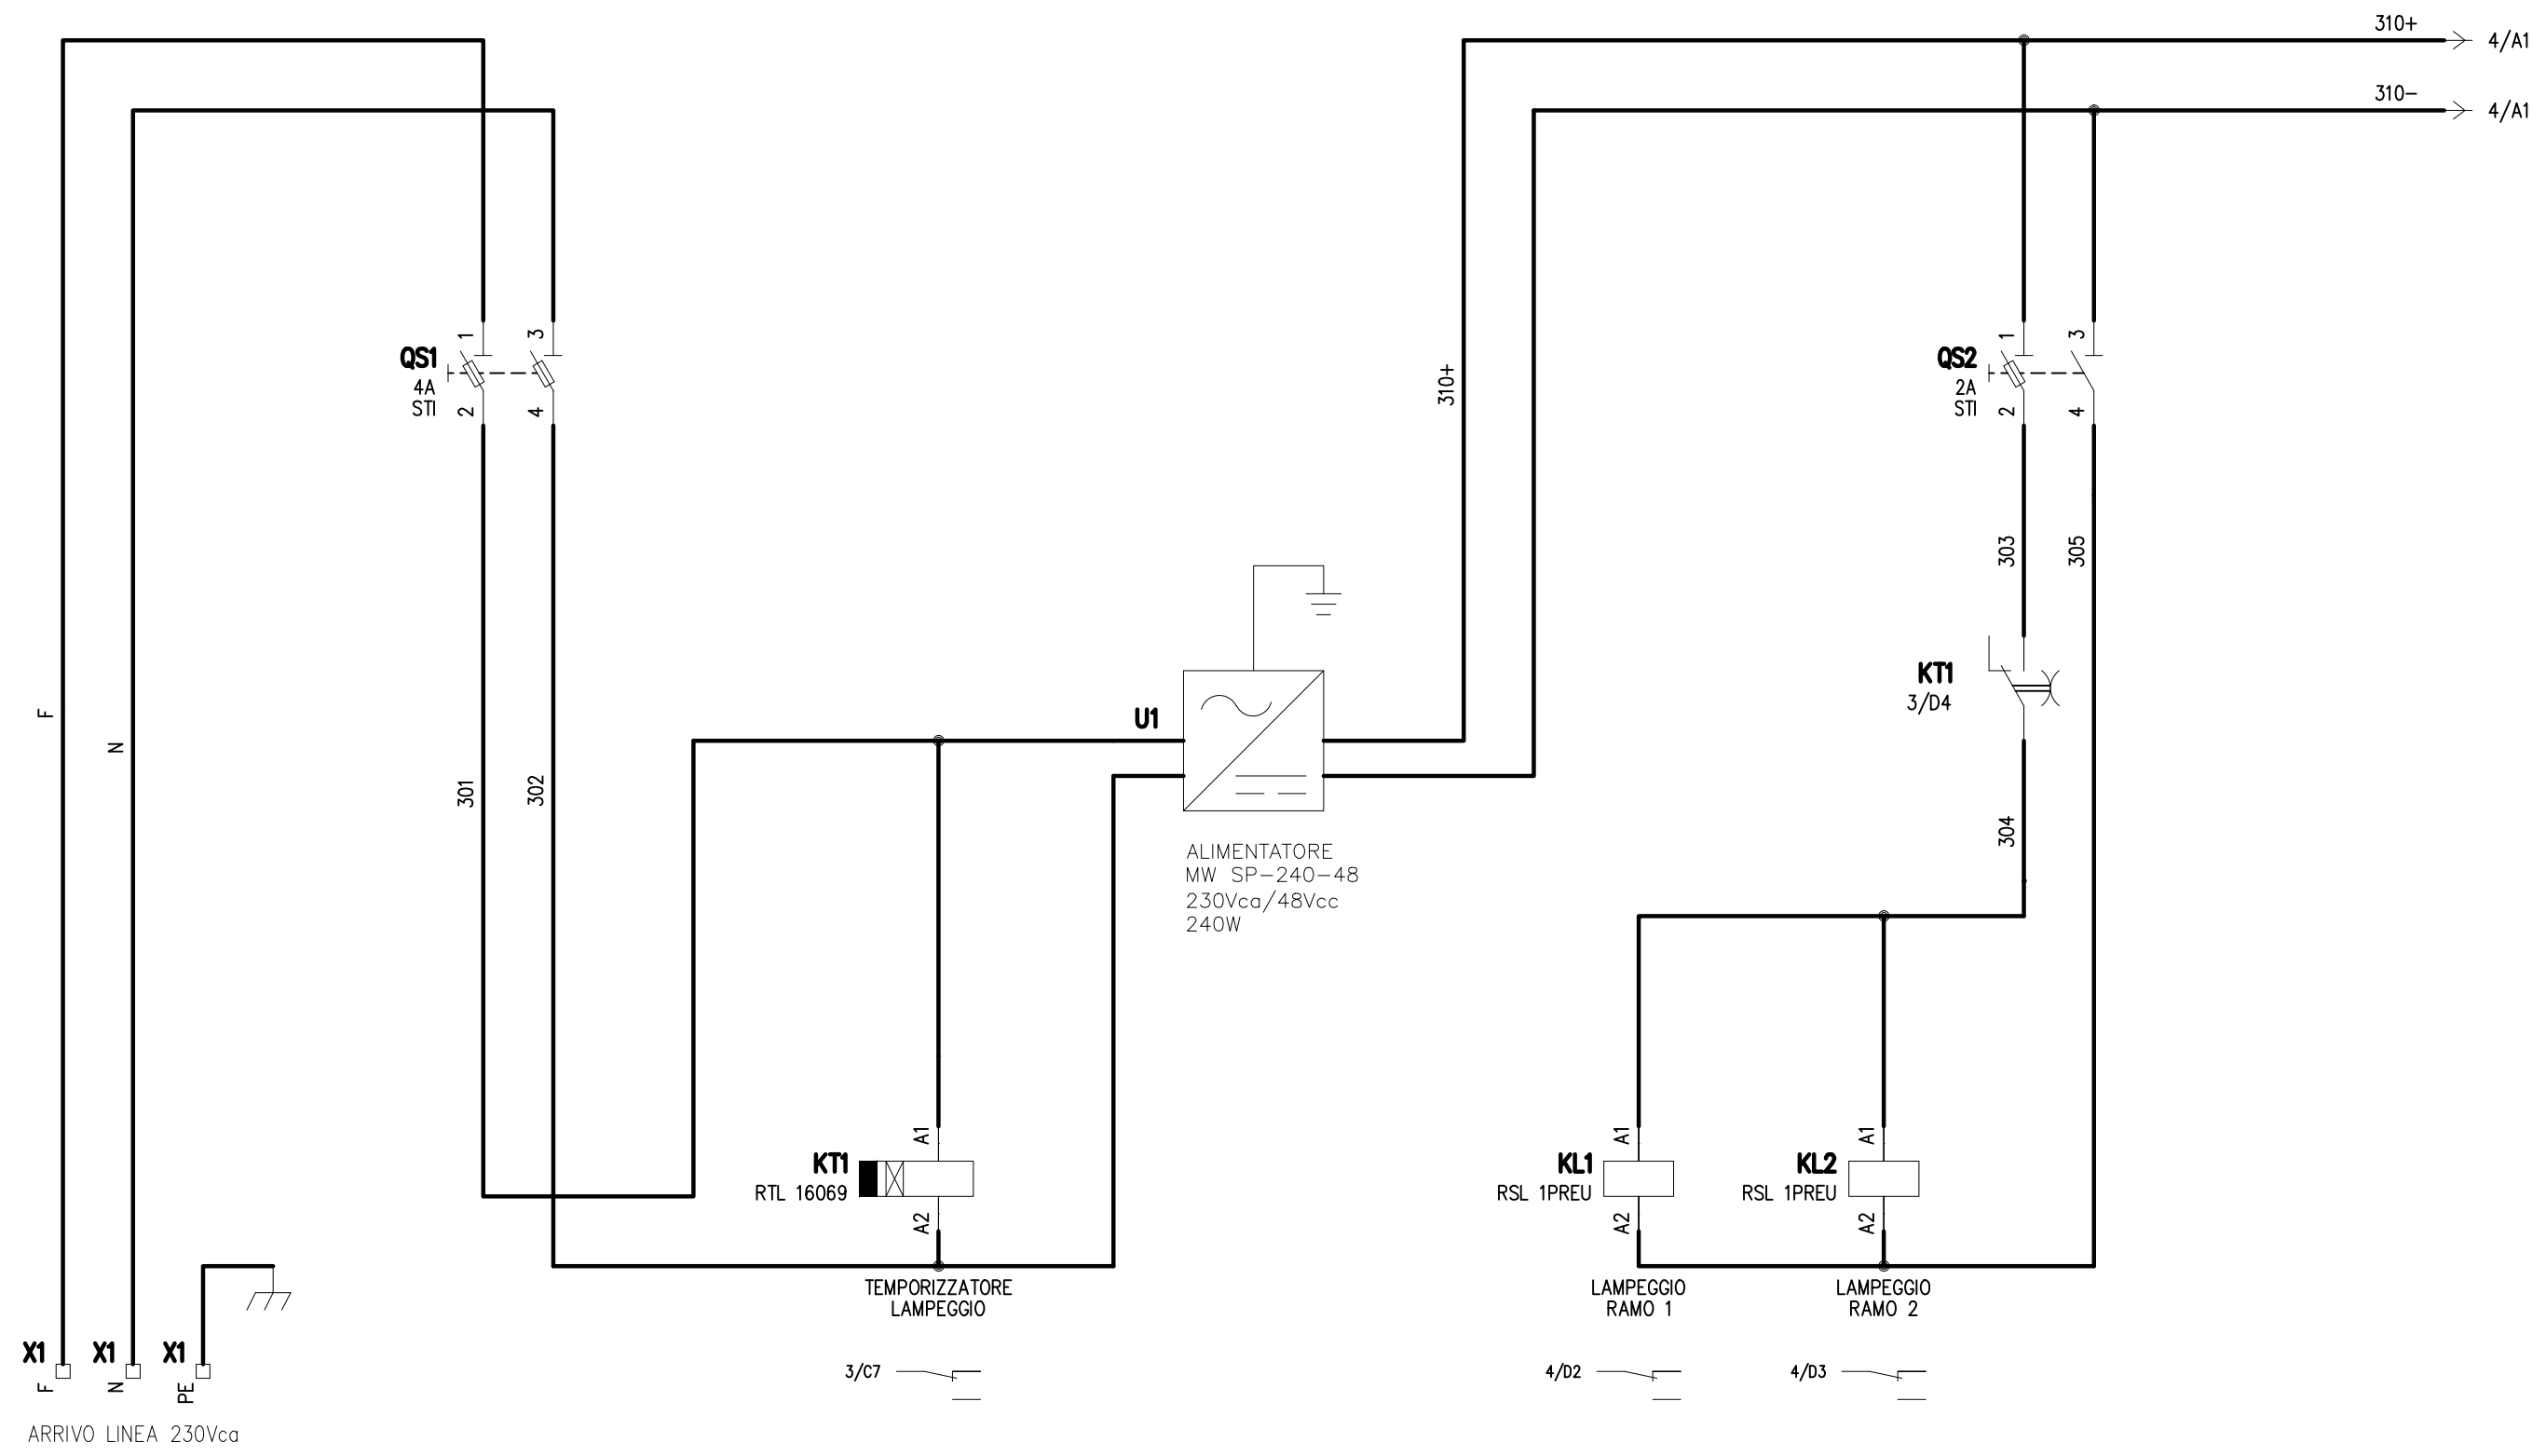 310+
4/A1
310-
4/A1
QS1
4A
STI
1
2
3
4
310+
QS2
2A
STI
1
2
3
4
303
305
F
N
301
302
U1
KT1
3/D4
304
ALIMENTATORE
MW SP-240-48
230Vca/48Vcc
240W
KT1
RTL 16069
A1
A2
KL1
RSL 1PREU
A1
A2
KL2
RSL 1PREU
A1
A2
TEMPORIZZATORE
LAMPEGGIO
LAMPEGGIO
RAMO 1
LAMPEGGIO
RAMO 2
X1
F
X1
N
X1
PE
3/C7
4/D2
4/D3
ARRIVO LINEA 230Vca